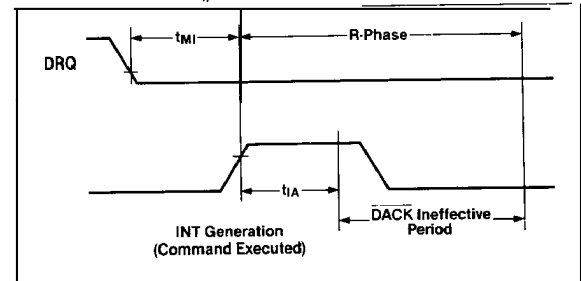 tMI
R-Phase
DRQ
tIA
DACK Ineffective
Period
INT Generation
(Command Executed)